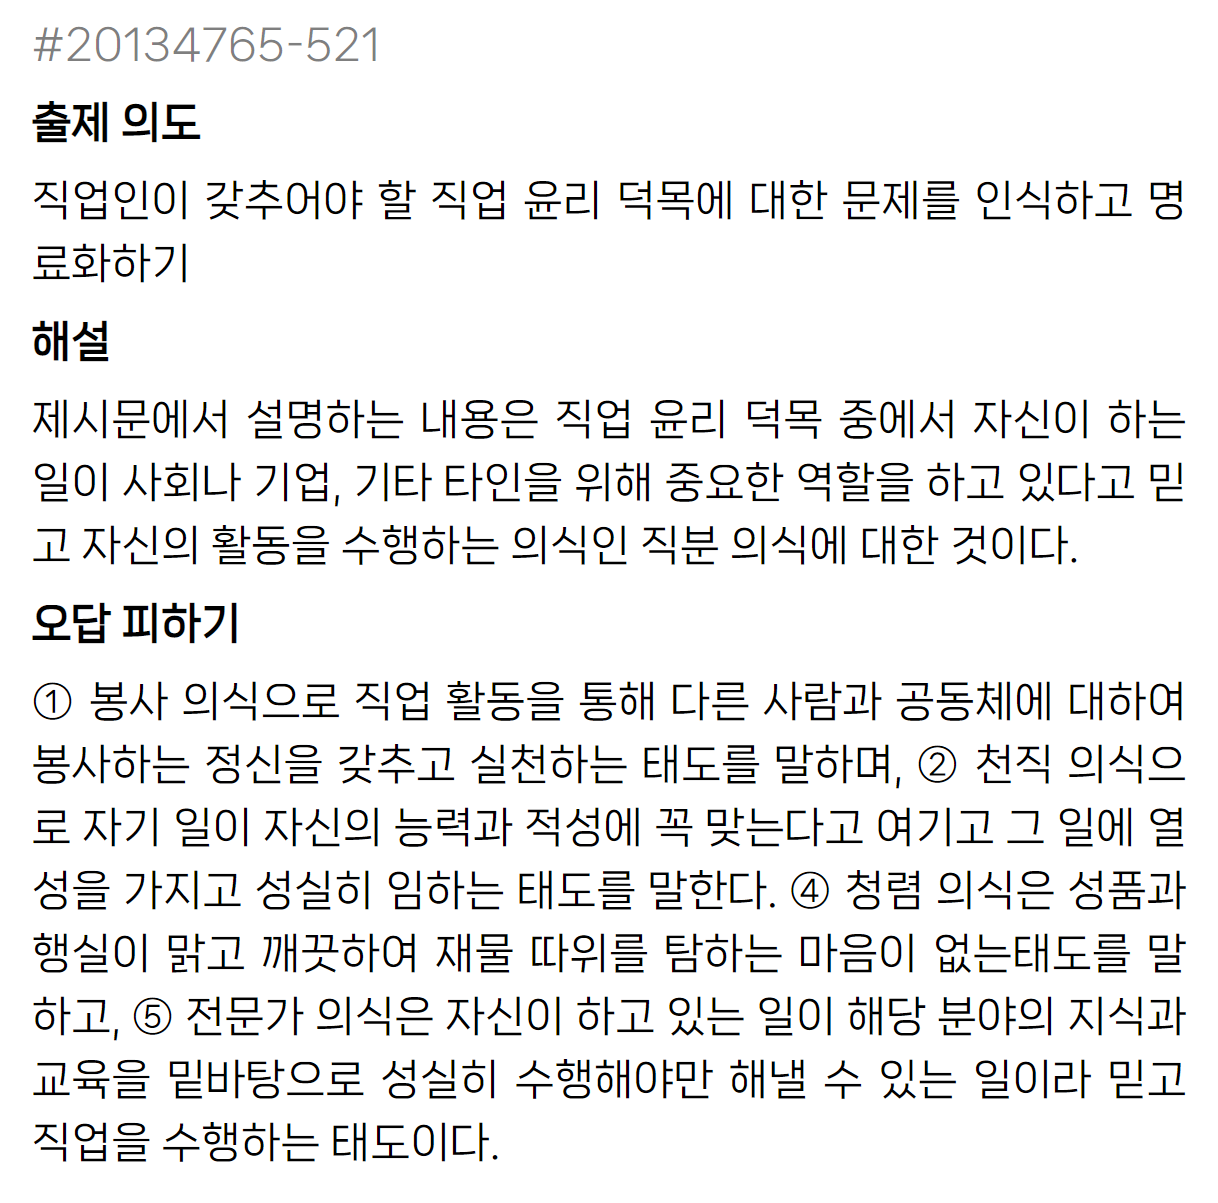 #20134765-521
출제 의도
직업인이 갖추어야 할 직업 윤리 덕목에 대한 문제를 인식하고 명
료화하기
해설
제시문에서 설명하는 내용은 직업 윤리 덕목 중에서 자신이 하는
일이 사회나 기업, 기타 타인을 위해 중요한 역할을 하고 있다고 믿
고 자신의 활동을 수행하는 의식인 직분 의식에 대한 것이다.
오답 피하기
① 봉사 의식으로 직업 활동을 통해 다른 사람과 공동체에 대하여
봉사하는 정신을 갖추고 실천하는 태도를 말하며, ② 천직 의식으
로 자기 일이 자신의 능력과 적성에 꼭 맞는다고 여기고 그 일에 열
성을 가지고 성실히 임하는 태도를 말한다. ④ 청렴 의식은 성품과
행실이 맑고 깨끗하여 재물 따위를 탐하는 마음이 없는태도를 말
하고, ⑤ 전문가 의식은 자신이 하고 있는 일이 해당 분야의 지식과
교육을 밑바탕으로 성실히 수행해야만 해낼 수 있는 일이라 믿고
직업을 수행하는 태도이다.